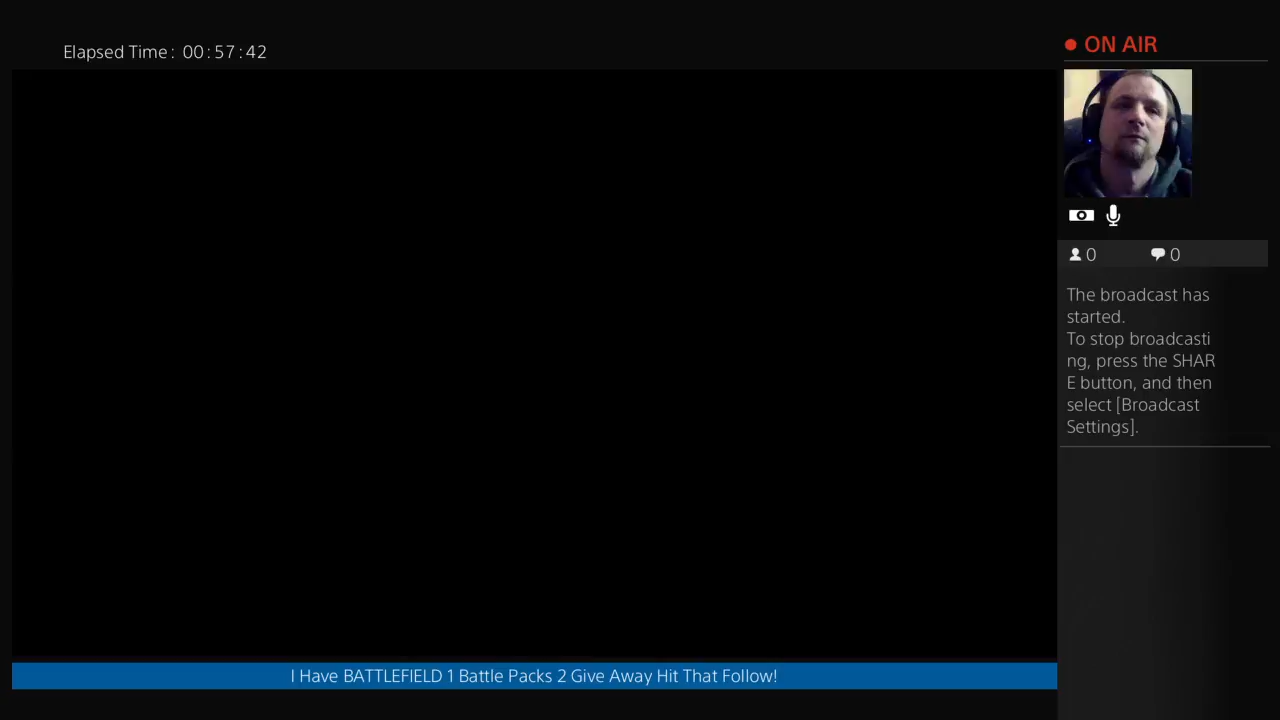 Elapsed Time: 00:57:42
ON AIR
0 0
The broadcast has
started.
To stop broadcasti
ng, press the SHAR
E button, and then
select [Broadcast
Settings].
I Have BATTLEFIELD 1 Battle Packs 2 Give Away Hit That Follow!